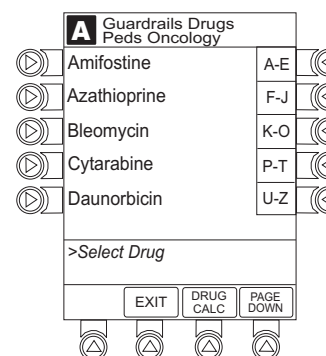 A Guardrails Drugs
Peds Oncology
Amifostine A-E
Azathioprine F-J
Bleomycin K-O
Cytarabine P-T
Daunorbicin U-Z
>Select Drug
EXIT DRUG CALC PAGE DOWN